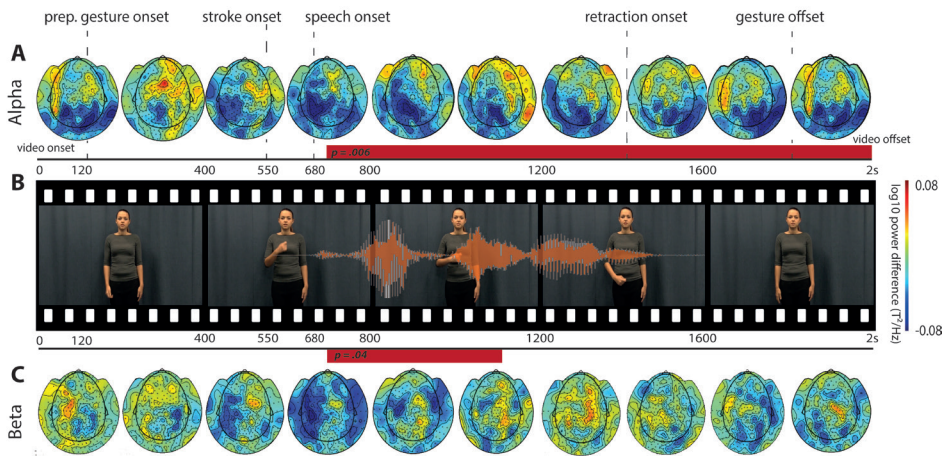 prep. gesture onset stroke onset speech onset retraction onset gesture offset
A
Alpha
video onset video offset
p = .006
0 120 400 550 680 800 1200 1600 2s
B
0.08
log10 power difference (T²/Hz)
-0.08
0 120 400 550 680 800 1200 1600 2s
p = .04
C
Beta